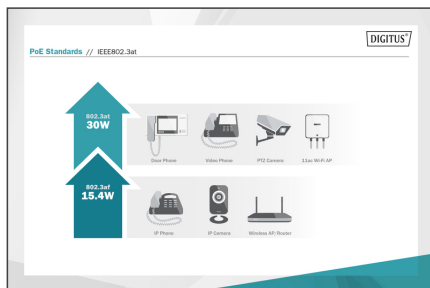 DIGITUS®
PoE Standards // IEEE802.3at
802.3at
30W
Door Phone
Video Phone
PTZ Camera
11ac Wi-Fi AP
802.3af
15.4W
IP Phone
IP Camera
Wireless AP/Router